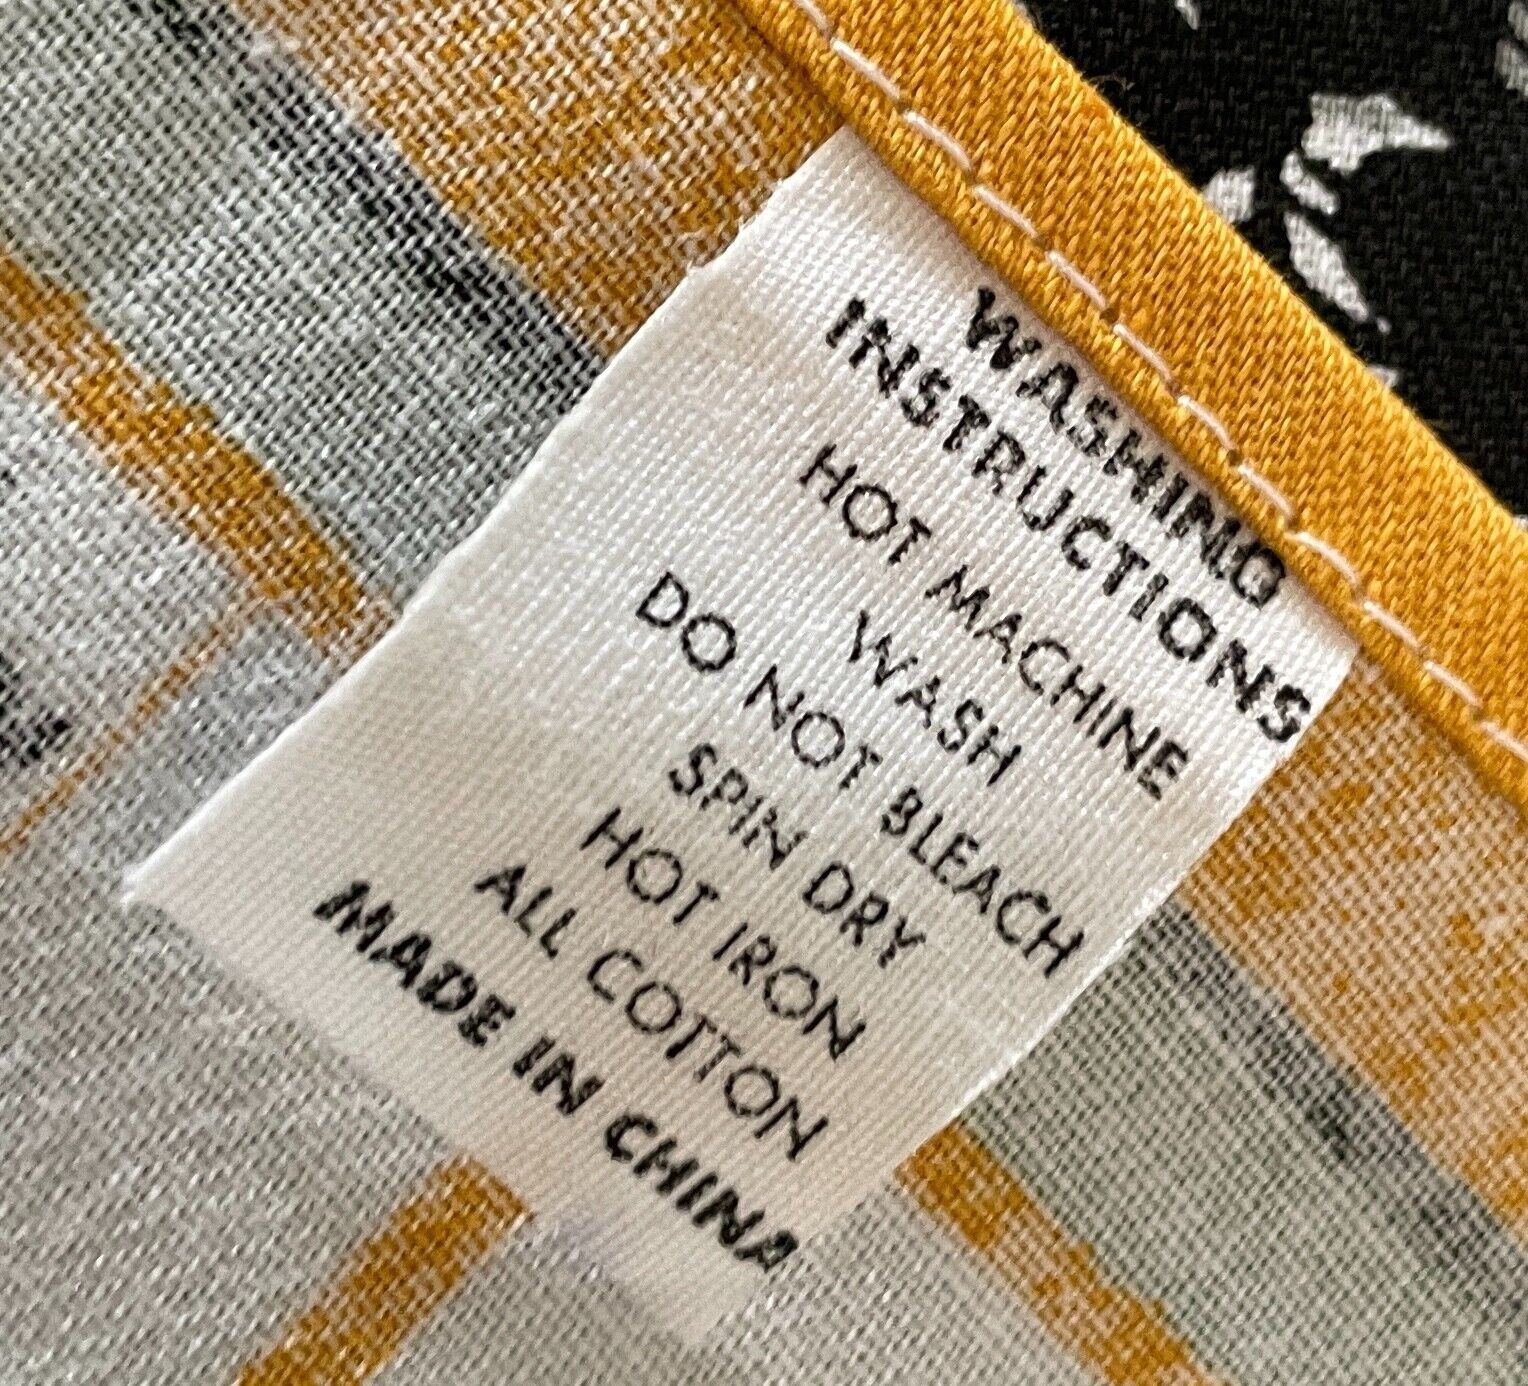 WASHING
INSTRUCTIONS
HOT MACHINE
WASH
DO NOT BLEACH
SPIN DRY
HOT IRON
ALL COTTON
MADE IN CHINA